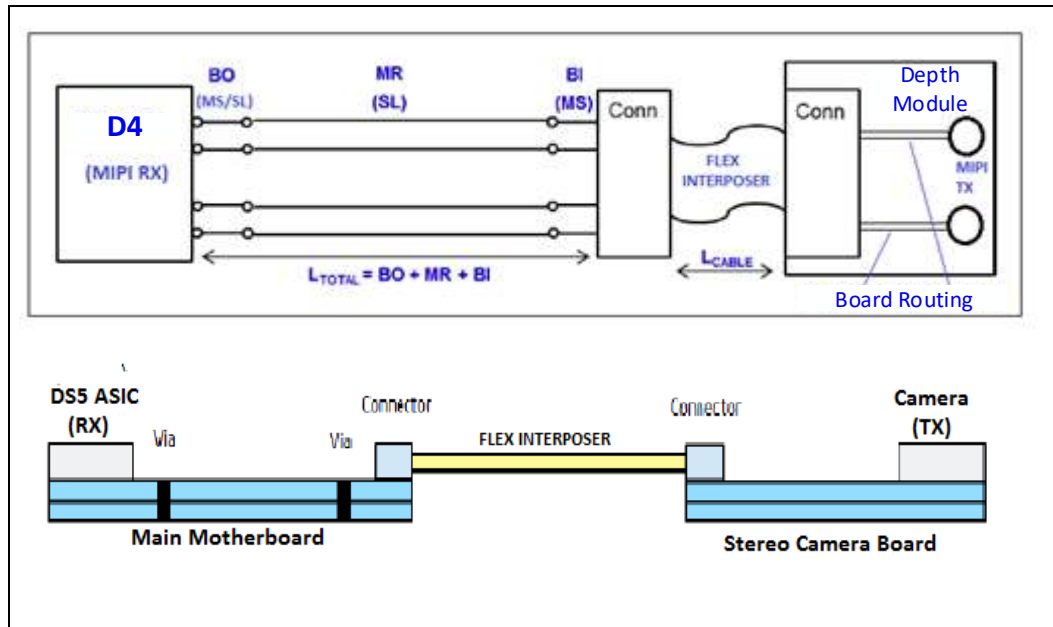 BO
(MS/SL)
MR
(SL)
BI
(MS)
Conn
Conn
Depth
Module
D4
(MIPI RX)
FLEX
INTERPOSER
MIPI
TX
L_TOTAL = BO + MR + BI
L_CABLE
Board Routing
DS5 ASIC
(RX)
Via
Via
Connector
FLEX INTERPOSER
Connector
Camera
(TX)
Main Motherboard
Stereo Camera Board